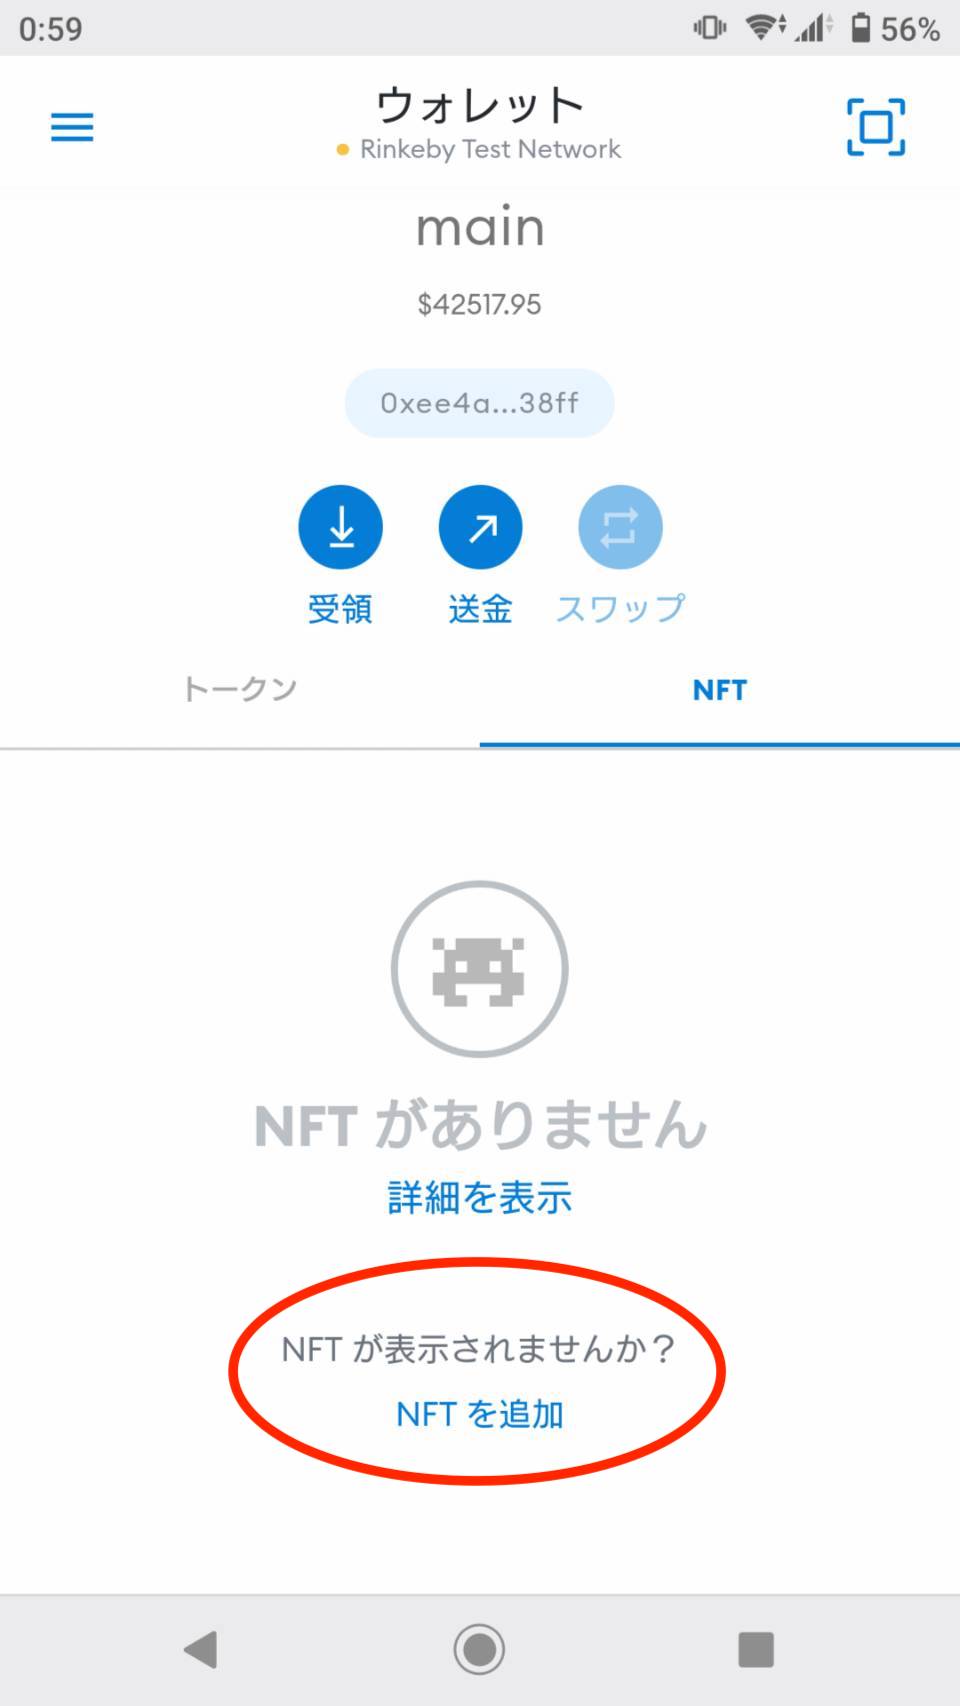 0:59
56%
ウォレット
Rinkeby Test Network
main
$42517.95
0xee4a...38ff
受領
送金
スワップ
トークン
NFT
NFT がありません
詳細を表示
NFT が表示されませんか？
NFT を追加